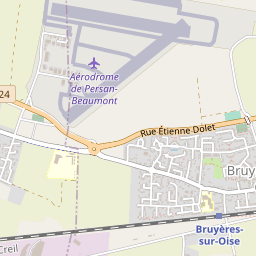 Aérodrome
de Persan-
Beaumont
24
Rue Étienne Dolet
Bruy
Bruyères-
sur-Oise
Creil